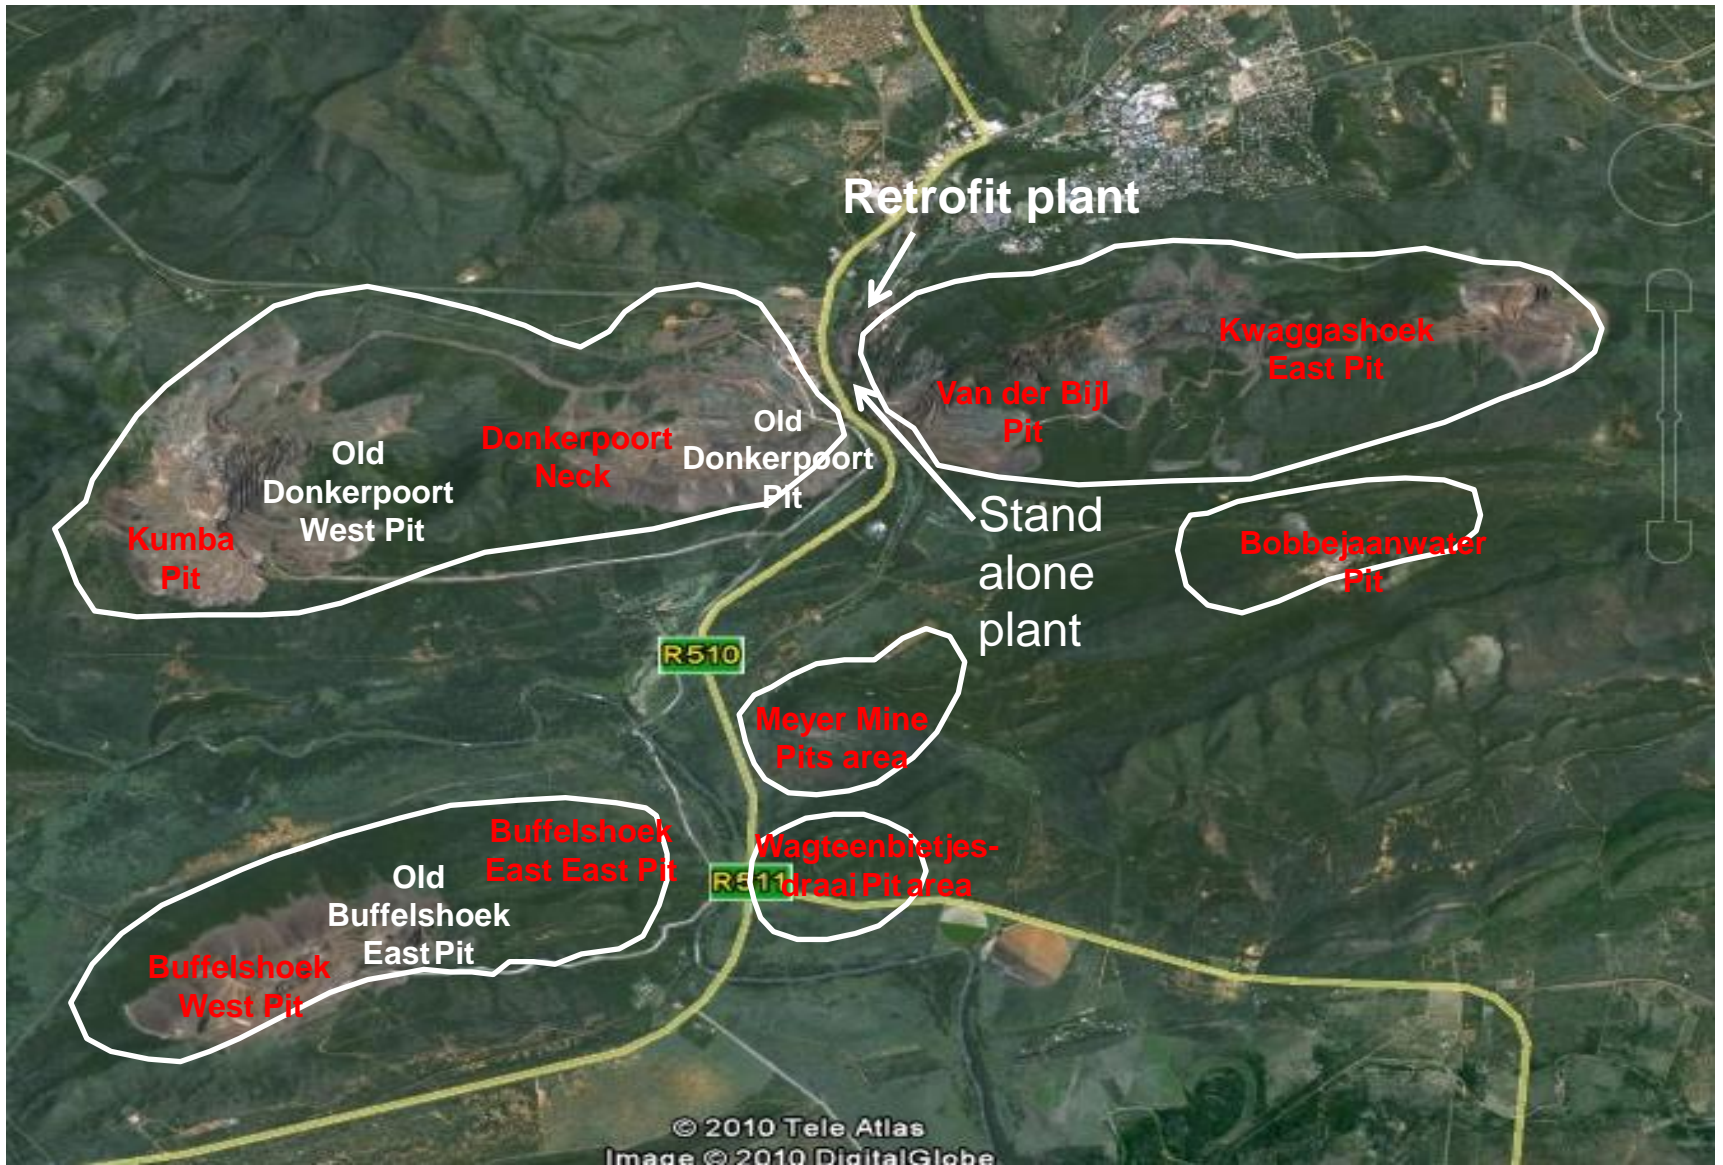 Retrofit plant
Kwaggashoek
East Pit
Van der Bijl
Pit
Old
Donkerpoort
Pit
Donkerpoort
Neck
Old
Donkerpoort
West Pit
Kumba
Pit
Stand
alone
plant
Bobbejaanwater
Pit
R510
Meyer Mine
Pits area
Buffelshoek
East East Pit
Wagteenbietjes-
draai Pit area
R511
Old
Buffelshoek
East Pit
Buffelshoek
West Pit
© 2010 Tele Atlas
Image © 2010 DigitalGlobe